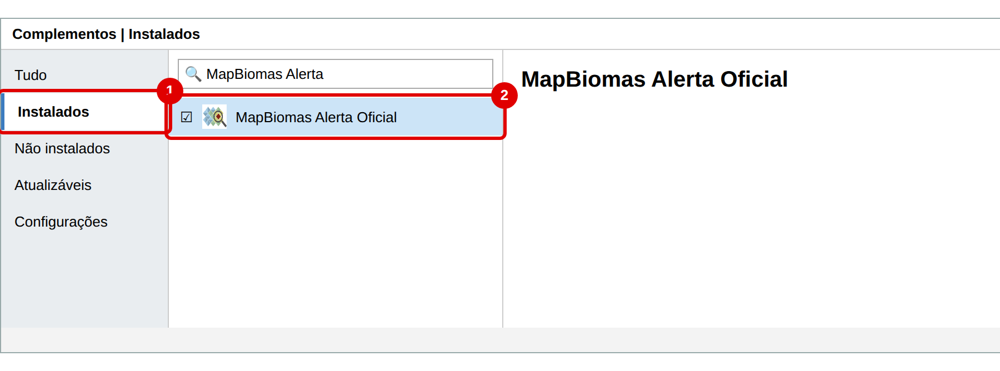 Complementos | Instalados
Tudo
1
Instalados
Não instalados
Atualizáveis
Configurações
MapBiomas Alerta
2
MapBiomas Alerta Oficial
MapBiomas Alerta Oficial